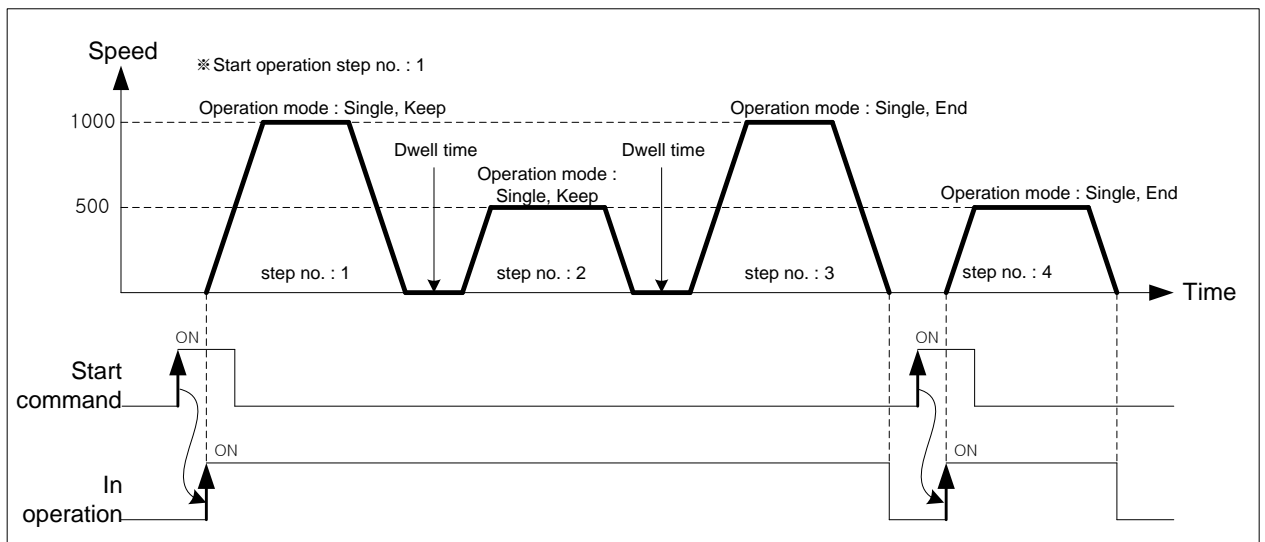 Speed
※Start operation step no. : 1
Operation mode : Single, Keep
Operation mode : Single, End
1000
Dwell time
Dwell time
Operation mode :
Single, Keep
Operation mode : Single, End
500
step no. : 1
step no. : 2
step no. : 3
step no. : 4
Time
ON
ON
Start
command
ON
ON
In
operation